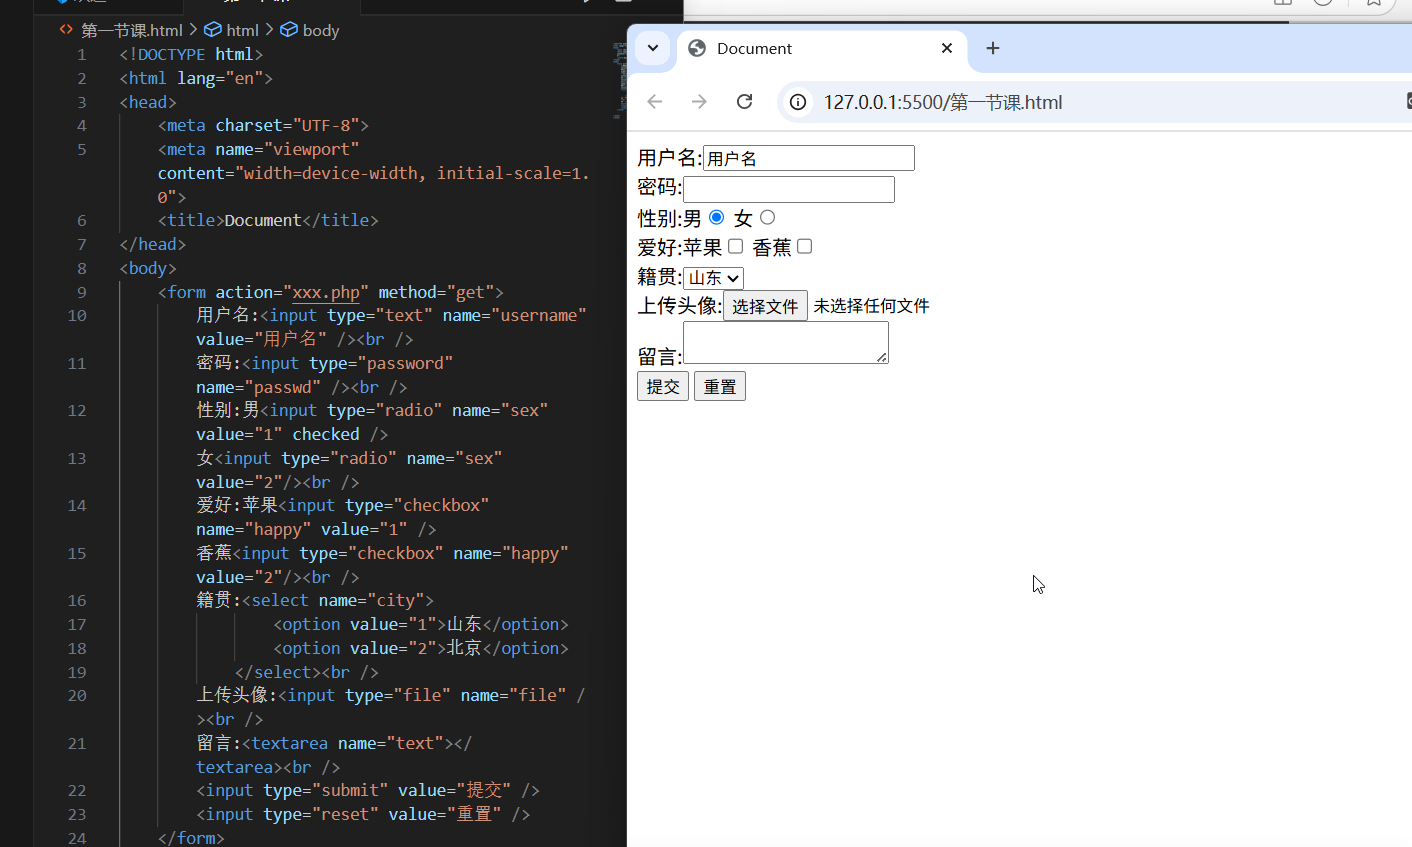 第一节课.html > html > body
1 <!DOCTYPE html>
2 <html lang="en">
3 <head>
4 <meta charset="UTF-8">
5 <meta name="viewport"
content="width=device-width, initial-scale=1.
0">
6 <title>Document</title>
7 </head>
8 <body>
9 <form action="xxx.php" method="get">
10 用户名:<input type="text" name="username"
value="用户名" /><br />
11 密码:<input type="password"
name="passwd" /><br />
12 性别:男<input type="radio" name="sex"
value="1" checked />
13 女<input type="radio" name="sex"
value="2"/><br />
14 爱好:苹果<input type="checkbox"
name="happy" value="1" />
15 香蕉<input type="checkbox" name="happy"
value="2"/><br />
16 籍贯:<select name="city">
17 <option value="1">山东</option>
18 <option value="2">北京</option>
19 </select><br />
20 上传头像:<input type="file" name="file" /
><br />
21 留言:<textarea name="text"></
textarea><br />
22 <input type="submit" value="提交" />
23 <input type="reset" value="重置" />
24 </form>
Document
127.0.0.1:5500/第一节课.html
用户名:用户名
密码:
性别:男 女
爱好:苹果 香蕉
籍贯:山东
上传头像:选择文件 未选择任何文件
留言:
提交 重置